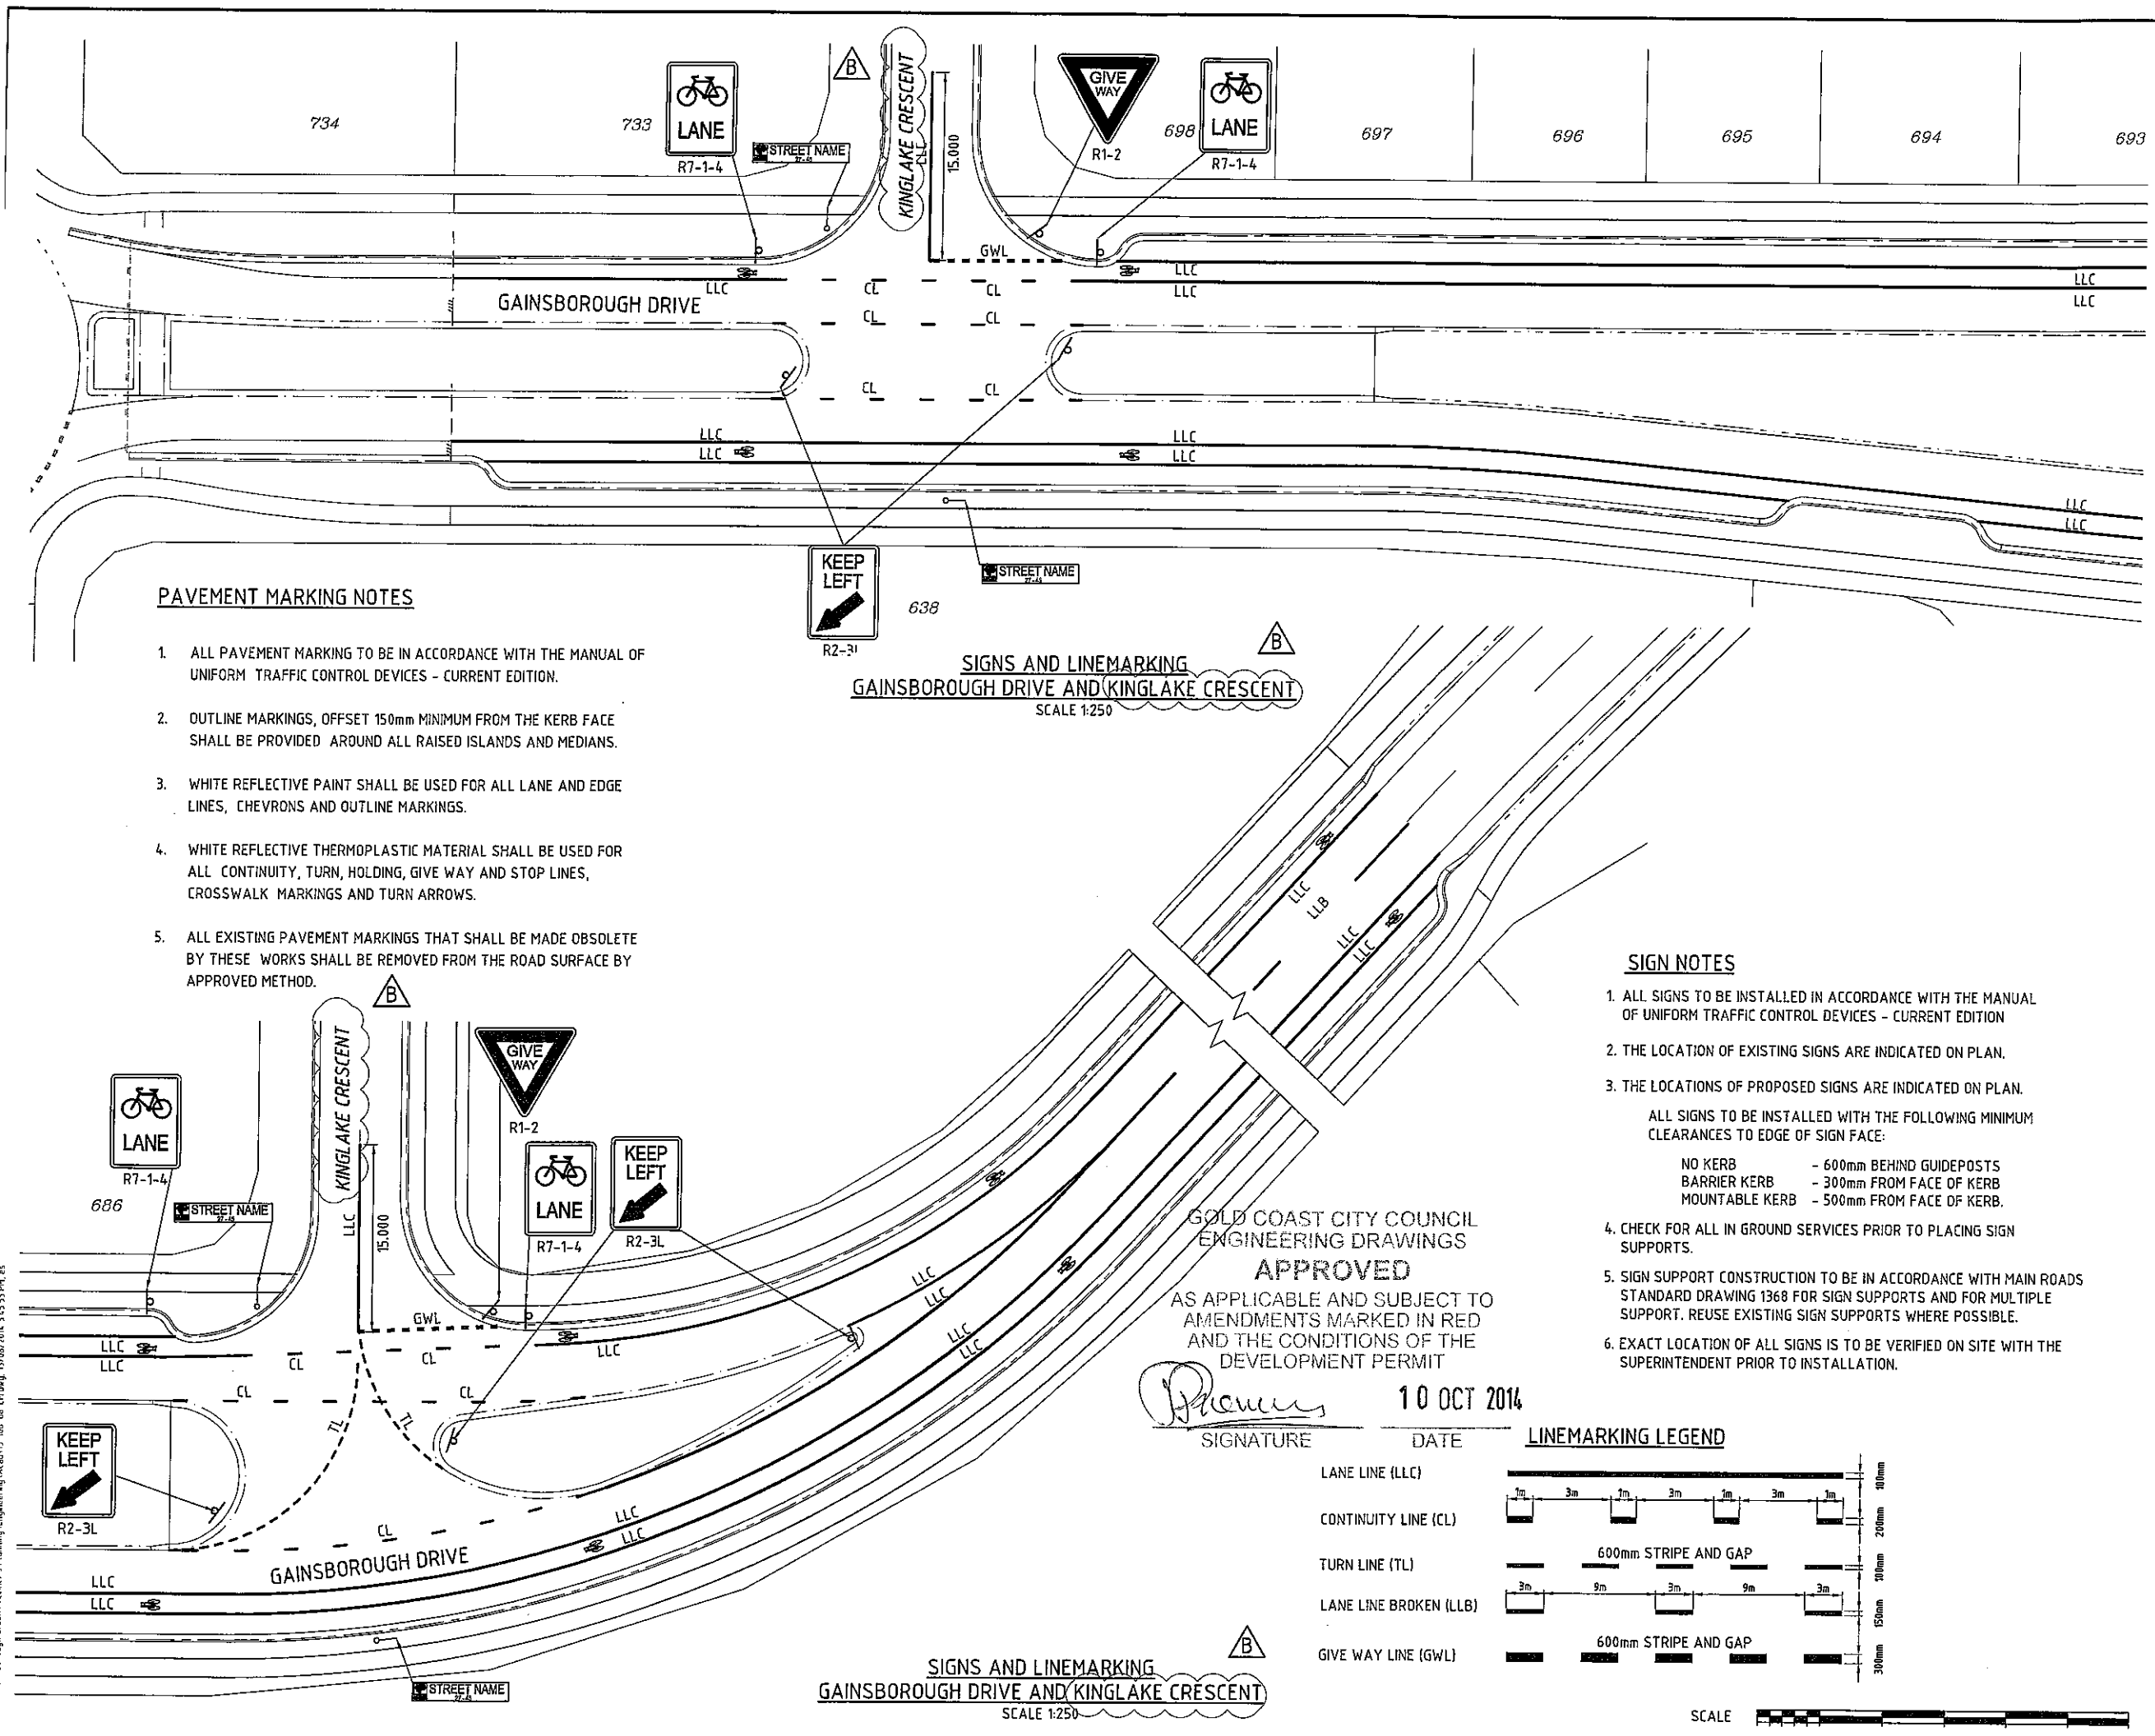 734
733
LANE
R7-1-4
STREET NAME
B
KINGLAKE CRESCENT
LLC
15.000
GIVE
WAY
R1-2
698
LANE
R7-1-4
697
696
695
694
693
GWL
LLC
LLC
LLC
LLC
LLC
CL
CL
CL
CL
GAINSBOROUGH DRIVE
CL
CL
LLC
LLC
LLC
LLC
LLC
LLC
KEEP
LEFT
STREET NAME
638
PAVEMENT MARKING NOTES
1. ALL PAVEMENT MARKING TO BE IN ACCORDANCE WITH THE MANUAL OF
UNIFORM TRAFFIC CONTROL DEVICES - CURRENT EDITION.
2. OUTLINE MARKINGS, OFFSET 150mm MINIMUM FROM THE KERB FACE
SHALL BE PROVIDED AROUND ALL RAISED ISLANDS AND MEDIANS.
3. WHITE REFLECTIVE PAINT SHALL BE USED FOR ALL LANE AND EDGE
LINES, CHEVRONS AND OUTLINE MARKINGS.
4. WHITE REFLECTIVE THERMOPLASTIC MATERIAL SHALL BE USED FOR
ALL CONTINUITY, TURN, HOLDING, GIVE WAY AND STOP LINES,
CROSSWALK MARKINGS AND TURN ARROWS.
5. ALL EXISTING PAVEMENT MARKINGS THAT SHALL BE MADE OBSOLETE
BY THESE WORKS SHALL BE REMOVED FROM THE ROAD SURFACE BY
APPROVED METHOD.
B
SIGNS AND LINEMARKING
GAINSBOROUGH DRIVE AND KINGLAKE CRESCENT
SCALE 1:250
LLC
LLB
LLC
LLC
B
KINGLAKE CRESCENT
LLC
15.000
GIVE
WAY
R1-2
LANE
R7-1-4
686
STREET NAME
LANE
R7-1-4
KEEP
LEFT
R2-3L
GWL
LLC
LLC
CL
CL
LLC
CL
CL
TL
TL
LLC
LLC
LLC
LLC
KEEP
LEFT
R2-3L
CL
LLC
LLC
GAINSBOROUGH DRIVE
LLC
LLC
STREET NAME
B
SIGNS AND LINEMARKING
GAINSBOROUGH DRIVE AND KINGLAKE CRESCENT
SCALE 1:250
SIGN NOTES
1. ALL SIGNS TO BE INSTALLED IN ACCORDANCE WITH THE MANUAL
OF UNIFORM TRAFFIC CONTROL DEVICES - CURRENT EDITION
2. THE LOCATION OF EXISTING SIGNS ARE INDICATED ON PLAN.
3. THE LOCATIONS OF PROPOSED SIGNS ARE INDICATED ON PLAN.
ALL SIGNS TO BE INSTALLED WITH THE FOLLOWING MINIMUM
CLEARANCES TO EDGE OF SIGN FACE:
NO KERB - 600mm BEHIND GUIDEPOSTS
BARRIER KERB - 300mm FROM FACE OF KERB
MOUNTABLE KERB - 500mm FROM FACE OF KERB.
4. CHECK FOR ALL IN GROUND SERVICES PRIOR TO PLACING SIGN
SUPPORTS.
5. SIGN SUPPORT CONSTRUCTION TO BE IN ACCORDANCE WITH MAIN ROADS
STANDARD DRAWING 1368 FOR SIGN SUPPORTS AND FOR MULTIPLE
SUPPORT. REUSE EXISTING SIGN SUPPORTS WHERE POSSIBLE.
6. EXACT LOCATION OF ALL SIGNS IS TO BE VERIFIED ON SITE WITH THE
SUPERINTENDENT PRIOR TO INSTALLATION.
GOLD COAST CITY COUNCIL
ENGINEERING DRAWINGS
APPROVED
AS APPLICABLE AND SUBJECT TO
AMENDMENTS MARKED IN RED
AND THE CONDITIONS OF THE
DEVELOPMENT PERMIT
10 OCT 2014
SIGNATURE DATE
LINEMARKING LEGEND
LANE LINE (LLC)
100mm
1m 3m 1m 3m 1m 3m 1m
CONTINUITY LINE (CL)
200mm
600mm STRIPE AND GAP
TURN LINE (TL)
100mm
3m 9m 3m 9m 3m
LANE LINE BROKEN (LLB)
150mm
600mm STRIPE AND GAP
GIVE WAY LINE (GWL)
300mm
SCALE